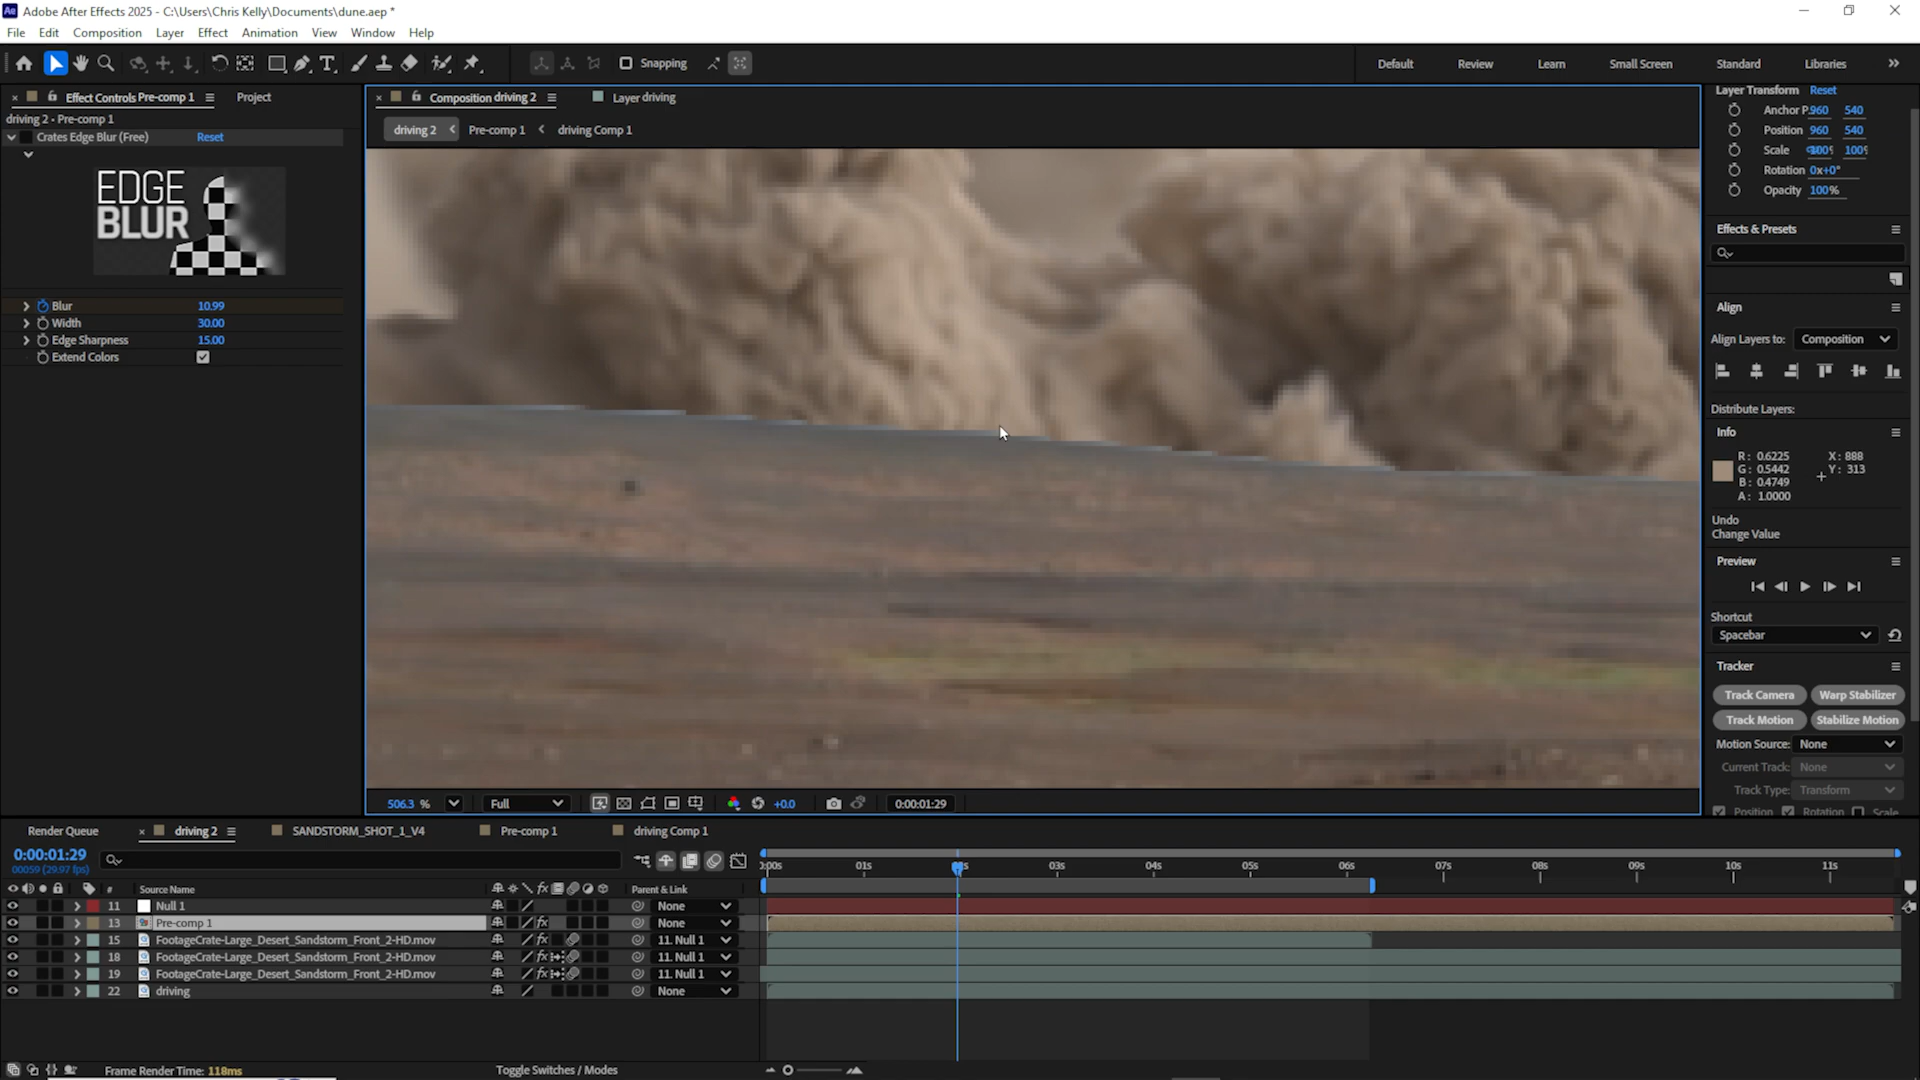 Adobe After Effects 2025 - C:\Users\Chris Kelly\Documents\dune.aep *
File Edit Composition Layer Effect Animation View Window Help
Snapping
Default Review Learn Small Screen Standard Libraries
Effect Controls Pre-comp 1
Project
driving 2 - Pre-comp 1
Crates Edge Blur (Free) Reset
EDGE
BLUR
Blur 10.99
Width 30.00
Edge Sharpness 15.00
Extend Colors
Composition driving 2
Layer driving
driving 2 Pre-comp 1 driving Comp 1
506.3 % Full +0.0 0:00:01:29
Layer Transform Reset
Anchor P. 960 540
Position 960 540
Scale 100% 100%
Rotation 0x+0°
Opacity 100%
Effects & Presets
Align
Align Layers to: Composition
Distribute Layers:
Info
R: 0.6225 X: 888
G: 0.5442 Y: 313
B: 0.4749
A: 1.0000
Undo
Change Value
Preview
Shortcut
Spacebar
Tracker
Track Camera Warp Stabilizer
Track Motion Stabilize Motion
Motion Source: None
Current Track: None
Track Type: Transform
Position Rotation Scale
Render Queue driving 2 SANDSTORM_SHOT_1_V4 Pre-comp 1 driving Comp 1
0:00:01:29
00059 (29.97 fps)
:00s 01s 03s 04s 05s 06s 07s 08s 09s 10s 11s
# Source Name Parent & Link
11 Null 1 None
13 Pre-comp 1 None
15 FootageCrate-Large_Desert_Sandstorm_Front_2-HD.mov 11. Null 1
18 FootageCrate-Large_Desert_Sandstorm_Front_2-HD.mov 11. Null 1
19 FootageCrate-Large_Desert_Sandstorm_Front_2-HD.mov 11. Null 1
22 driving None
Frame Render Time: 118ms
Toggle Switches / Modes